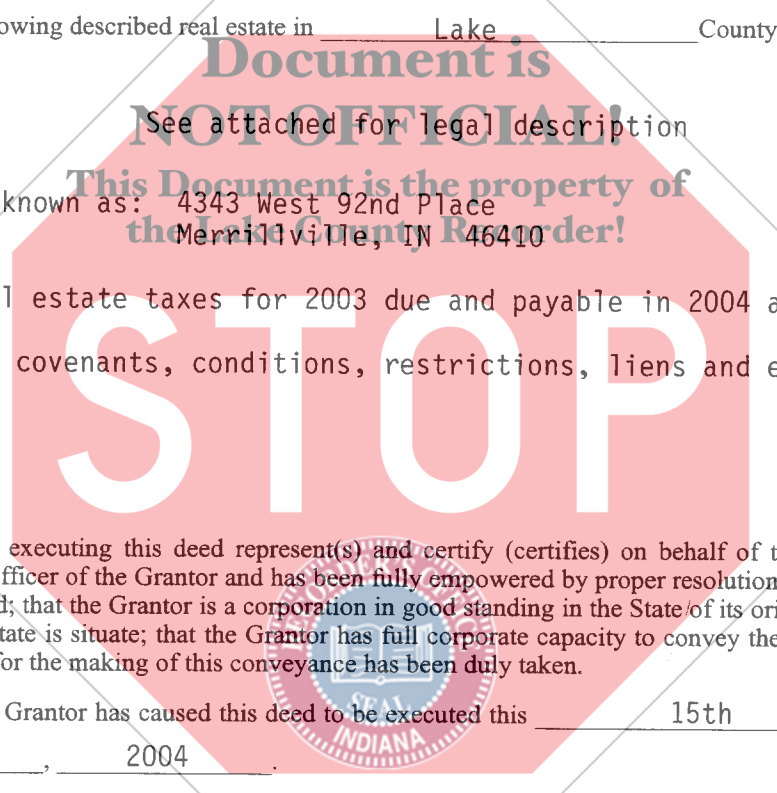 owing described real estate in Lake County
Document is
NOT OFFICIAL!
See attached for legal description
This Document is the property of
known as: 4343 West 92nd Place
the Lake County Recorder!
Merrillville, IN 46410
l estate taxes for 2003 due and payable in 2004 a
covenants, conditions, restrictions, liens and e
STOP
executing this deed represent(s) and certify (certifies) on behalf of t
fficer of the Grantor and has been fully empowered by proper resolution
d; that the Grantor is a corporation in good standing in the State of its ori
tate is situate; that the Grantor has full corporate capacity to convey the
for the making of this conveyance has been duly taken.
Grantor has caused this deed to be executed this 15th
, 2004 .
SEAL
INDIANA